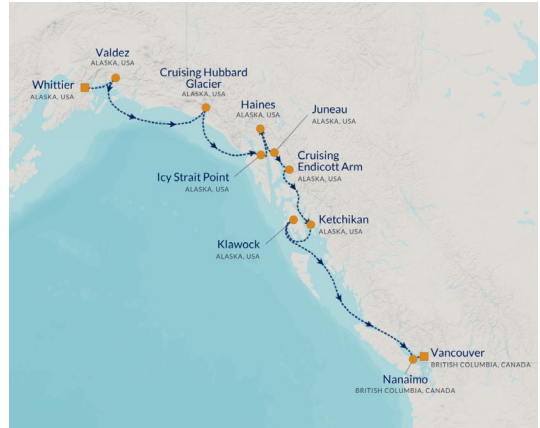 Valdez
ALASKA, USA
Whittier
ALASKA, USA
Cruising Hubbard
Glacier
ALASKA, USA
Haines
ALASKA, USA
Juneau
ALASKA, USA
Cruising
Endicott Arm
ALASKA, USA
Icy Strait Point
ALASKA, USA
Ketchikan
ALASKA, USA
Klawock
ALASKA, USA
Vancouver
BRITISH COLUMBIA, CANADA
Nanaimo
BRITISH COLUMBIA, CANADA